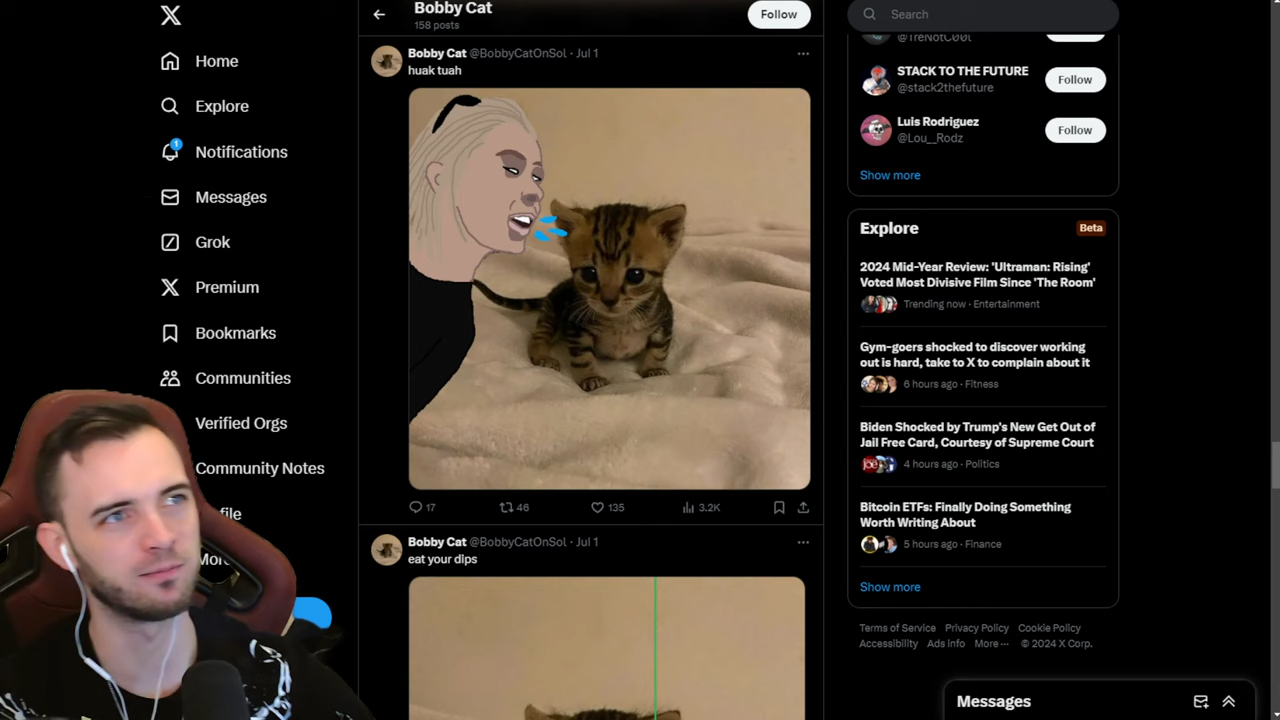 Home
Explore
Notifications
1
Messages
Grok
Premium
Bookmarks
Communities
Verified Orgs
Community Notes
Bobby Cat
158 posts
Follow
Bobby Cat @BobbyCatOnSol · Jul 1
huak tuah
17
46
135
3.2K
Bobby Cat @BobbyCatOnSol · Jul 1
eat your dips
Search
STACK TO THE FUTURE
@stack2thefuture
Follow
Luis Rodriguez
@Lou__Rodz
Follow
Show more
Explore
Beta
2024 Mid-Year Review: 'Ultraman: Rising'
Voted Most Divisive Film Since 'The Room'
Trending now · Entertainment
Gym-goers shocked to discover working
out is hard, take to X to complain about it
6 hours ago · Fitness
Biden Shocked by Trump's New Get Out of
Jail Free Card, Courtesy of Supreme Court
4 hours ago · Politics
Bitcoin ETFs: Finally Doing Something
Worth Writing About
5 hours ago · Finance
Show more
Terms of Service Privacy Policy Cookie Policy
Accessibility Ads info More ··· © 2024 X Corp.
Messages